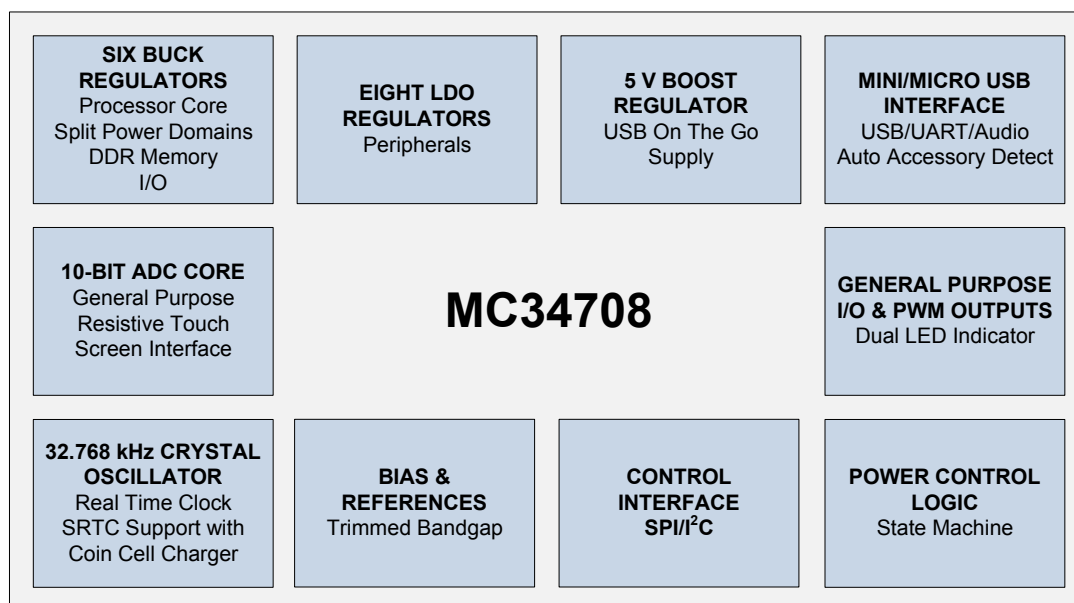 SIX BUCK
REGULATORS
Processor Core
Split Power Domains
DDR Memory
I/O
EIGHT LDO
REGULATORS
Peripherals
5 V BOOST
REGULATOR
USB On The Go
Supply
MINI/MICRO USB
INTERFACE
USB/UART/Audio
Auto Accessory Detect
10-BIT ADC CORE
General Purpose
Resistive Touch
Screen Interface
MC34708
GENERAL PURPOSE
I/O & PWM OUTPUTS
Dual LED Indicator
32.768 kHz CRYSTAL
OSCILLATOR
Real Time Clock
SRTC Support with
Coin Cell Charger
BIAS &
REFERENCES
Trimmed Bandgap
CONTROL
INTERFACE
SPI/I²C
POWER CONTROL
LOGIC
State Machine